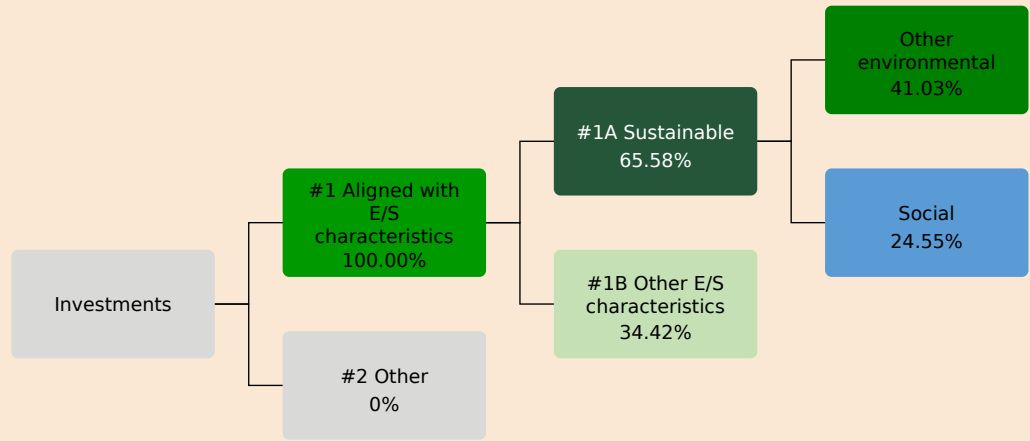 Investments
#1 Aligned with
E/S
characteristics
100.00%
#2 Other
0%
#1A Sustainable
65.58%
#1B Other E/S
characteristics
34.42%
Other
environmental
41.03%
Social
24.55%